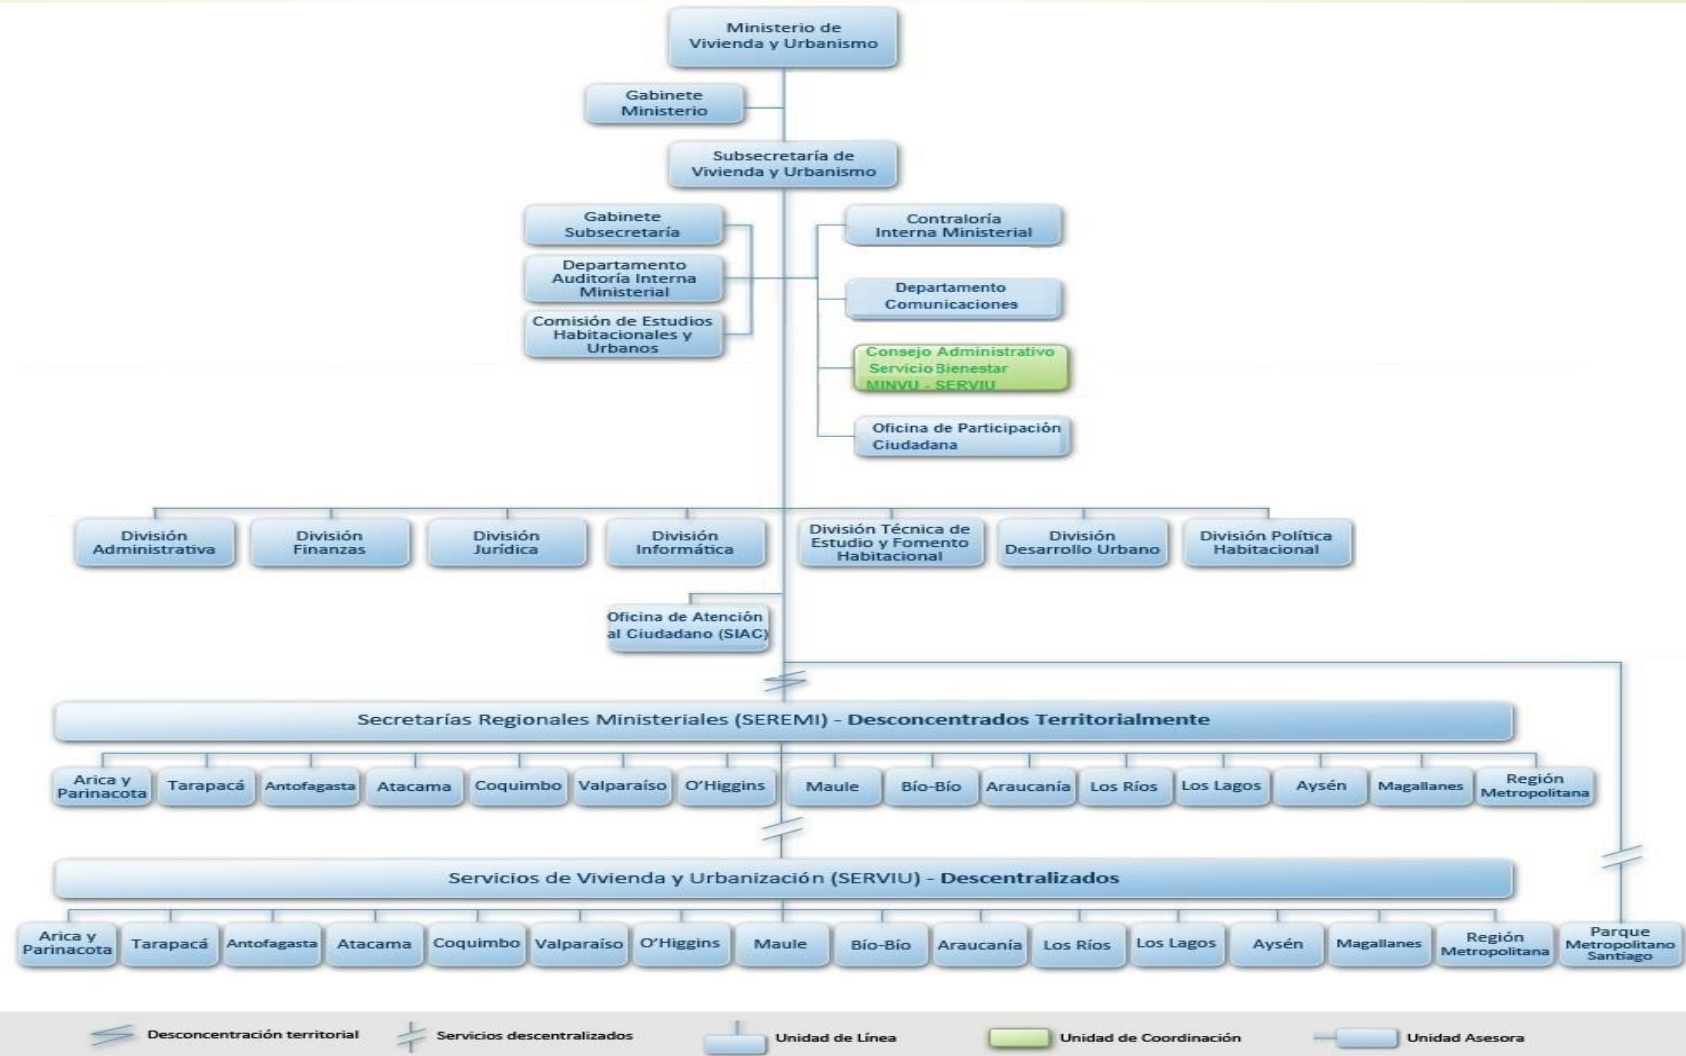 Ministerio de
Vivienda y Urbanismo
Gabinete
Ministerio
Subsecretaría de
Vivienda y Urbanismo
Gabinete
Subsecretaría
Departamento
Auditoría Interna
Ministerial
Comisión de Estudios
Habitacionales y
Urbanos
Contraloría
Interna Ministerial
Departamento
Comunicaciones
Consejo Administrativo
Servicio Bienestar
MINVU - SERVIU
Oficina de Participación
Ciudadana
División
Administrativa
División
Finanzas
División
Jurídica
División
Informática
División Técnica de
Estudio y Fomento
Habitacional
División
Desarrollo Urbano
División Política
Habitacional
Oficina de Atención
al Ciudadano (SIAC)
Secretarías Regionales Ministeriales (SEREMI) - Desconcentrados Territorialmente
Arica y
Parinacota
Tarapacá
Antofagasta
Atacama
Coquimbo
Valparaíso
O'Higgins
Maule
Bío-Bío
Araucanía
Los Ríos
Los Lagos
Aysén
Magallanes
Región
Metropolitana
Servicios de Vivienda y Urbanización (SERVIU) - Descentralizados
Arica y
Parinacota
Tarapacá
Antofagasta
Atacama
Coquimbo
Valparaíso
O'Higgins
Maule
Bío-Bío
Araucanía
Los Ríos
Los Lagos
Aysén
Magallanes
Región
Metropolitana
Parque
Metropolitano
Santiago
Desconcentración territorial
Servicios descentralizados
Unidad de Línea
Unidad de Coordinación
Unidad Asesora